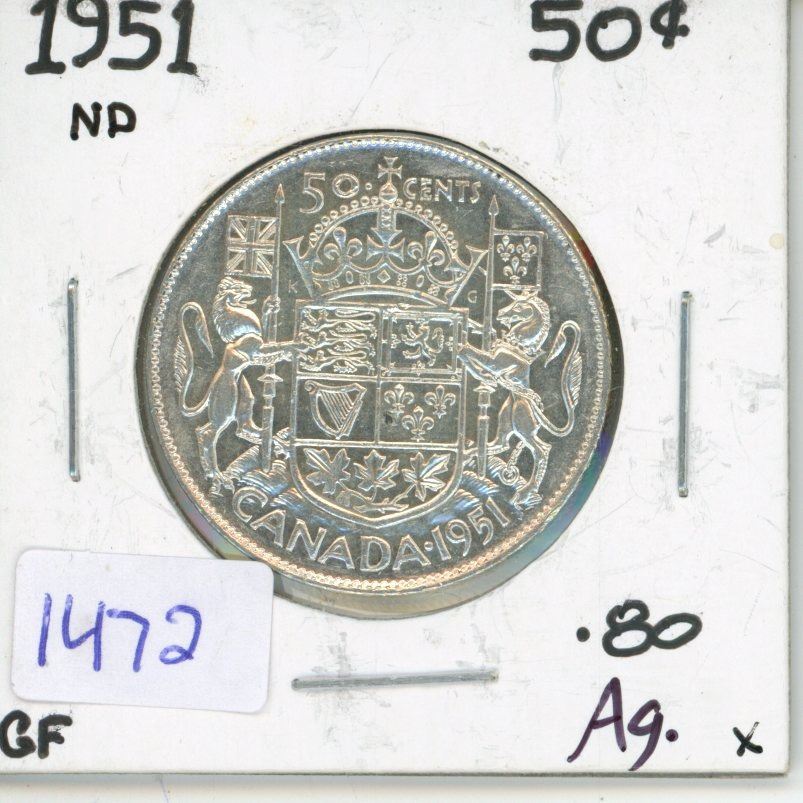 1951 50¢
ND
50 · CENTS
K G
CANADA · 1951
1472
.80
GF Ag. x